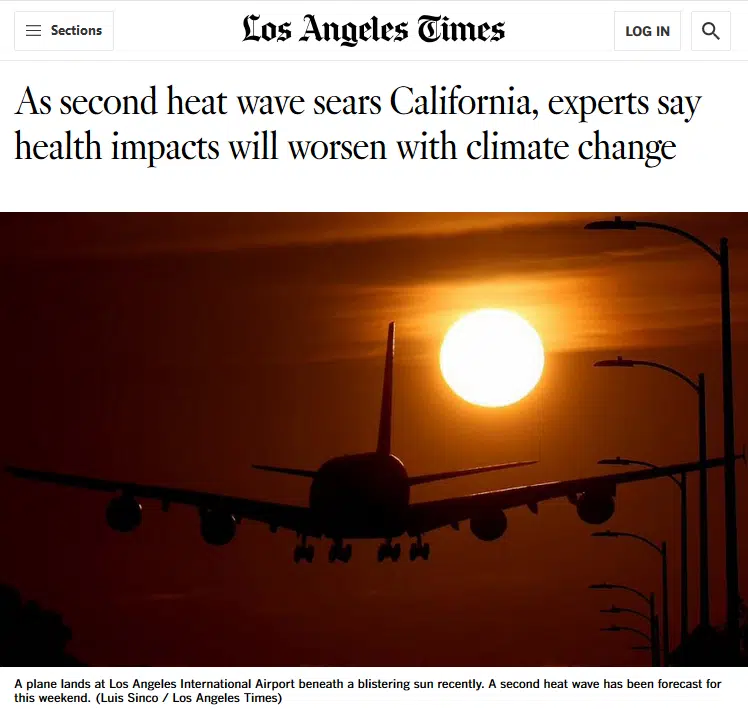 Sections
Los Angeles Times
LOG IN
As second heat wave sears California, experts say
health impacts will worsen with climate change
A plane lands at Los Angeles International Airport beneath a blistering sun recently. A second heat wave has been forecast for
this weekend. (Luis Sinco / Los Angeles Times)